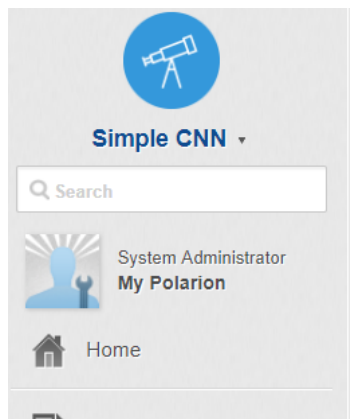 Simple CNN
Search
System Administrator
My Polarion
Home